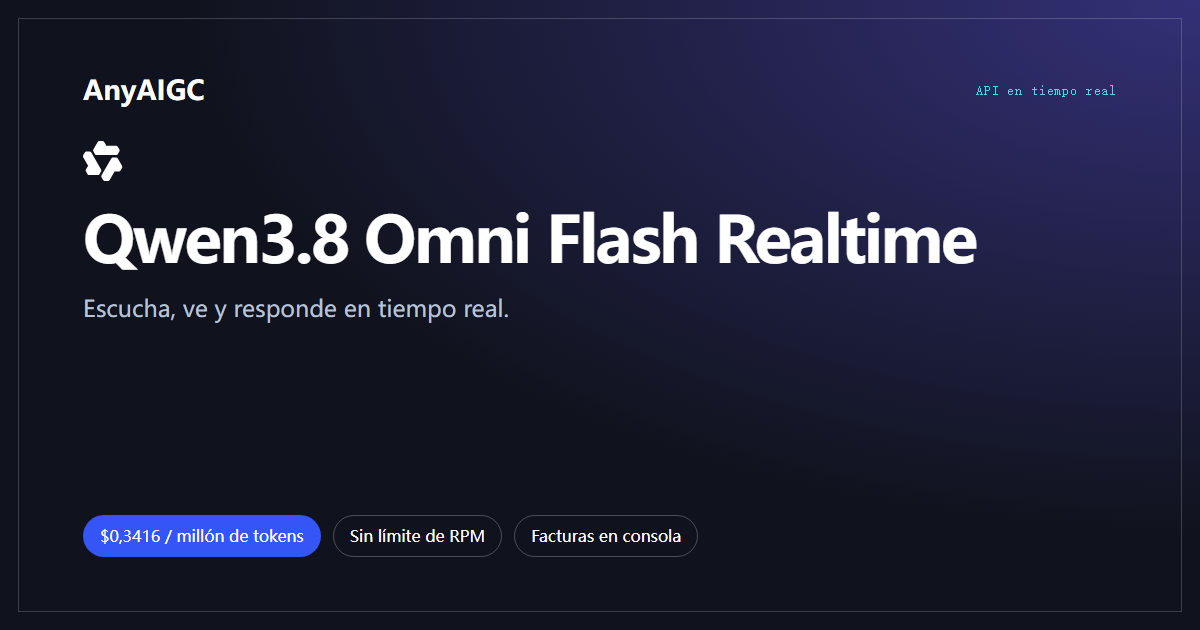 AnyAIGC
API en tiempo real
Qwen3.8 Omni Flash Realtime
Escucha, ve y responde en tiempo real.
$0,3416 / millón de tokens
Sin límite de RPM
Facturas en consola